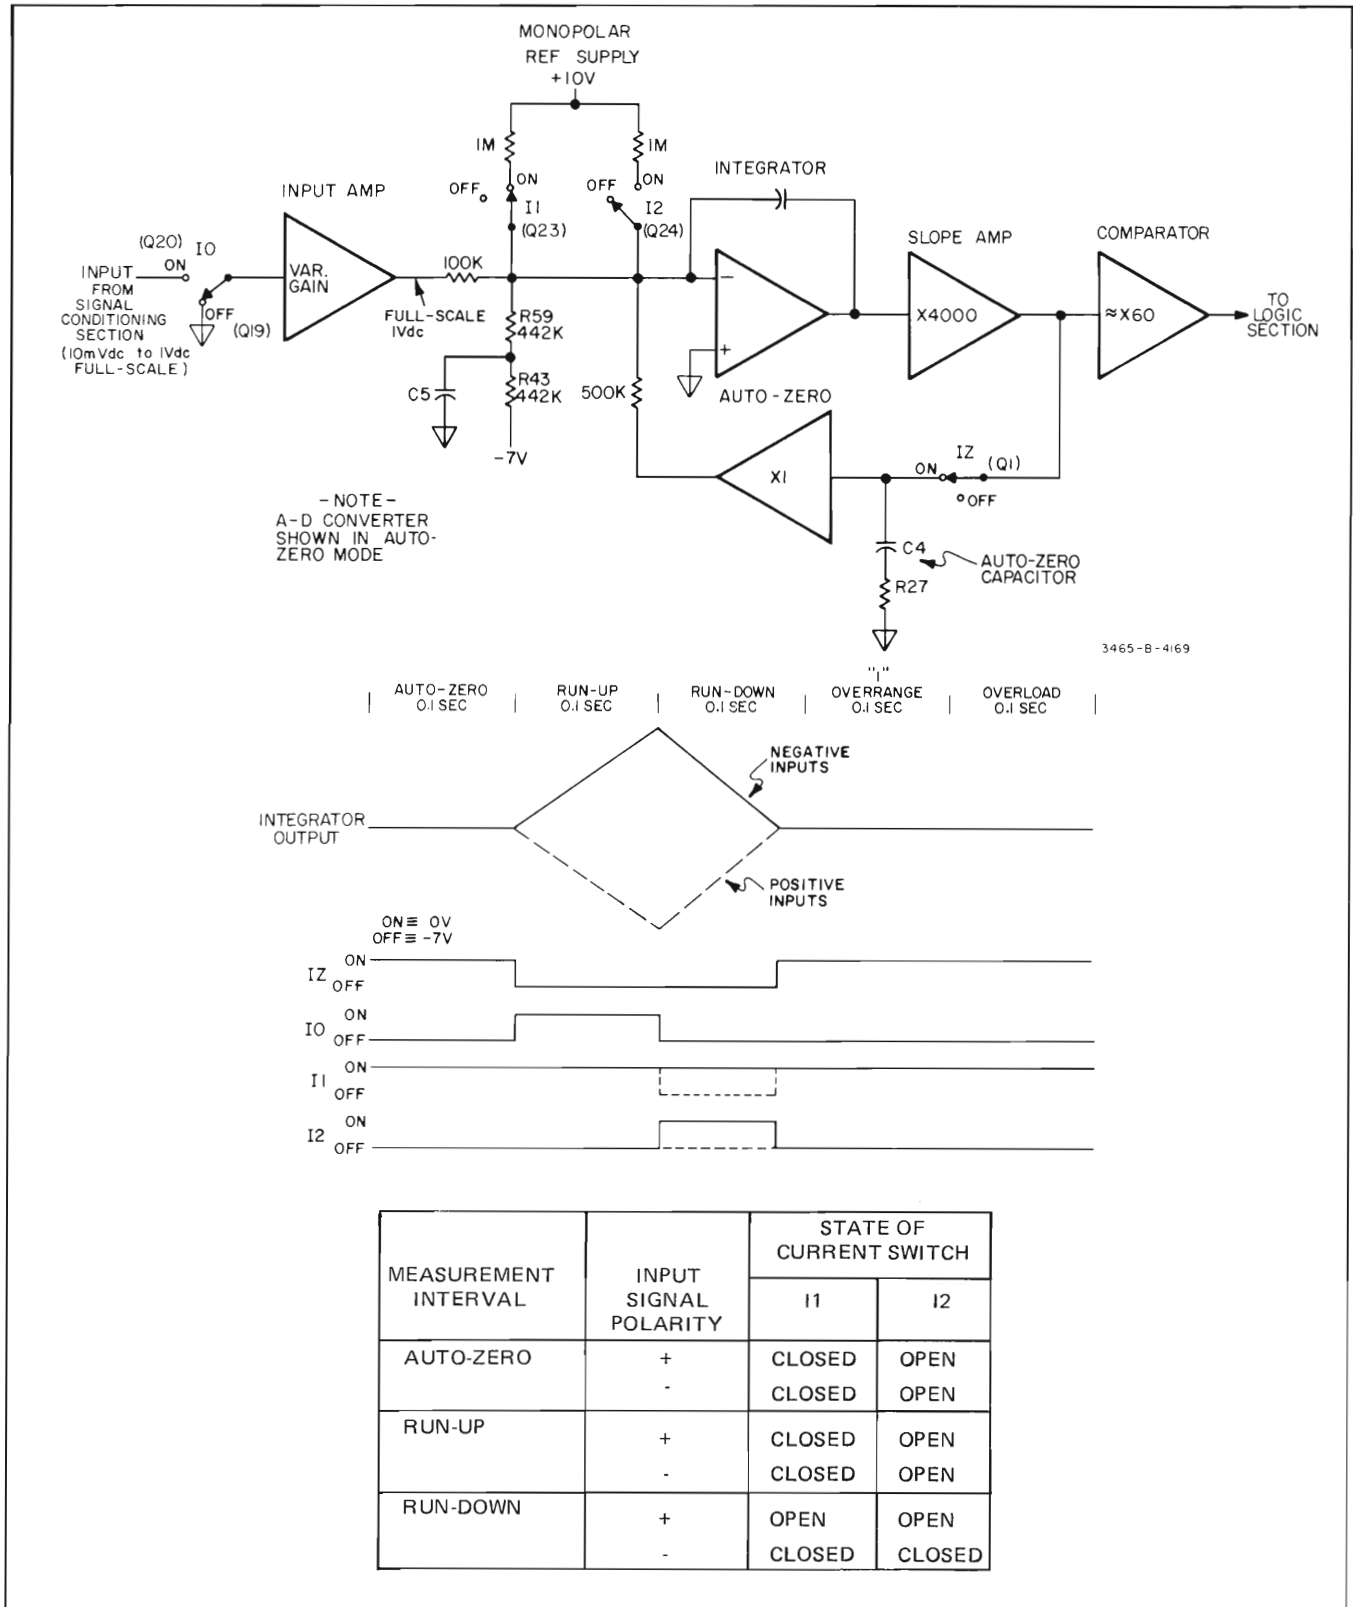 MONOPOLAR
REF SUPPLY
+10V
1M
1M
ON
OFF
I1
(Q23)
OFF
ON
I2
(Q24)
INTEGRATOR
INPUT AMP
(Q20) IO
ON
INPUT
FROM
SIGNAL
CONDITIONING
SECTION
(10mVdc to 1Vdc
FULL-SCALE)
OFF
(Q19)
VAR.
GAIN
100K
FULL-SCALE
1Vdc
R59
442K
C5
R43
442K
-7V
500K
-
+
AUTO-ZERO
SLOPE AMP
X4000
COMPARATOR
≈X60
TO
LOGIC
SECTION
X1
IZ (Q1)
ON
OFF
C4
R27
AUTO-ZERO
CAPACITOR
-NOTE-
A-D CONVERTER
SHOWN IN AUTO-
ZERO MODE
3465-B-4169
AUTO-ZERO
0.1 SEC
RUN-UP
0.1 SEC
RUN-DOWN
0.1 SEC
"1"
OVERRANGE
0.1 SEC
OVERLOAD
0.1 SEC
NEGATIVE
INPUTS
INTEGRATOR
OUTPUT
POSITIVE
INPUTS
ON≡ 0V
OFF≡ -7V
IZ ON
OFF
IO ON
OFF
I1 ON
OFF
I2 ON
OFF
MEASUREMENT
INTERVAL
INPUT
SIGNAL
POLARITY
STATE OF
CURRENT SWITCH
I1 I2
AUTO-ZERO + CLOSED OPEN
- CLOSED OPEN
RUN-UP + CLOSED OPEN
- CLOSED OPEN
RUN-DOWN + OPEN OPEN
- CLOSED CLOSED